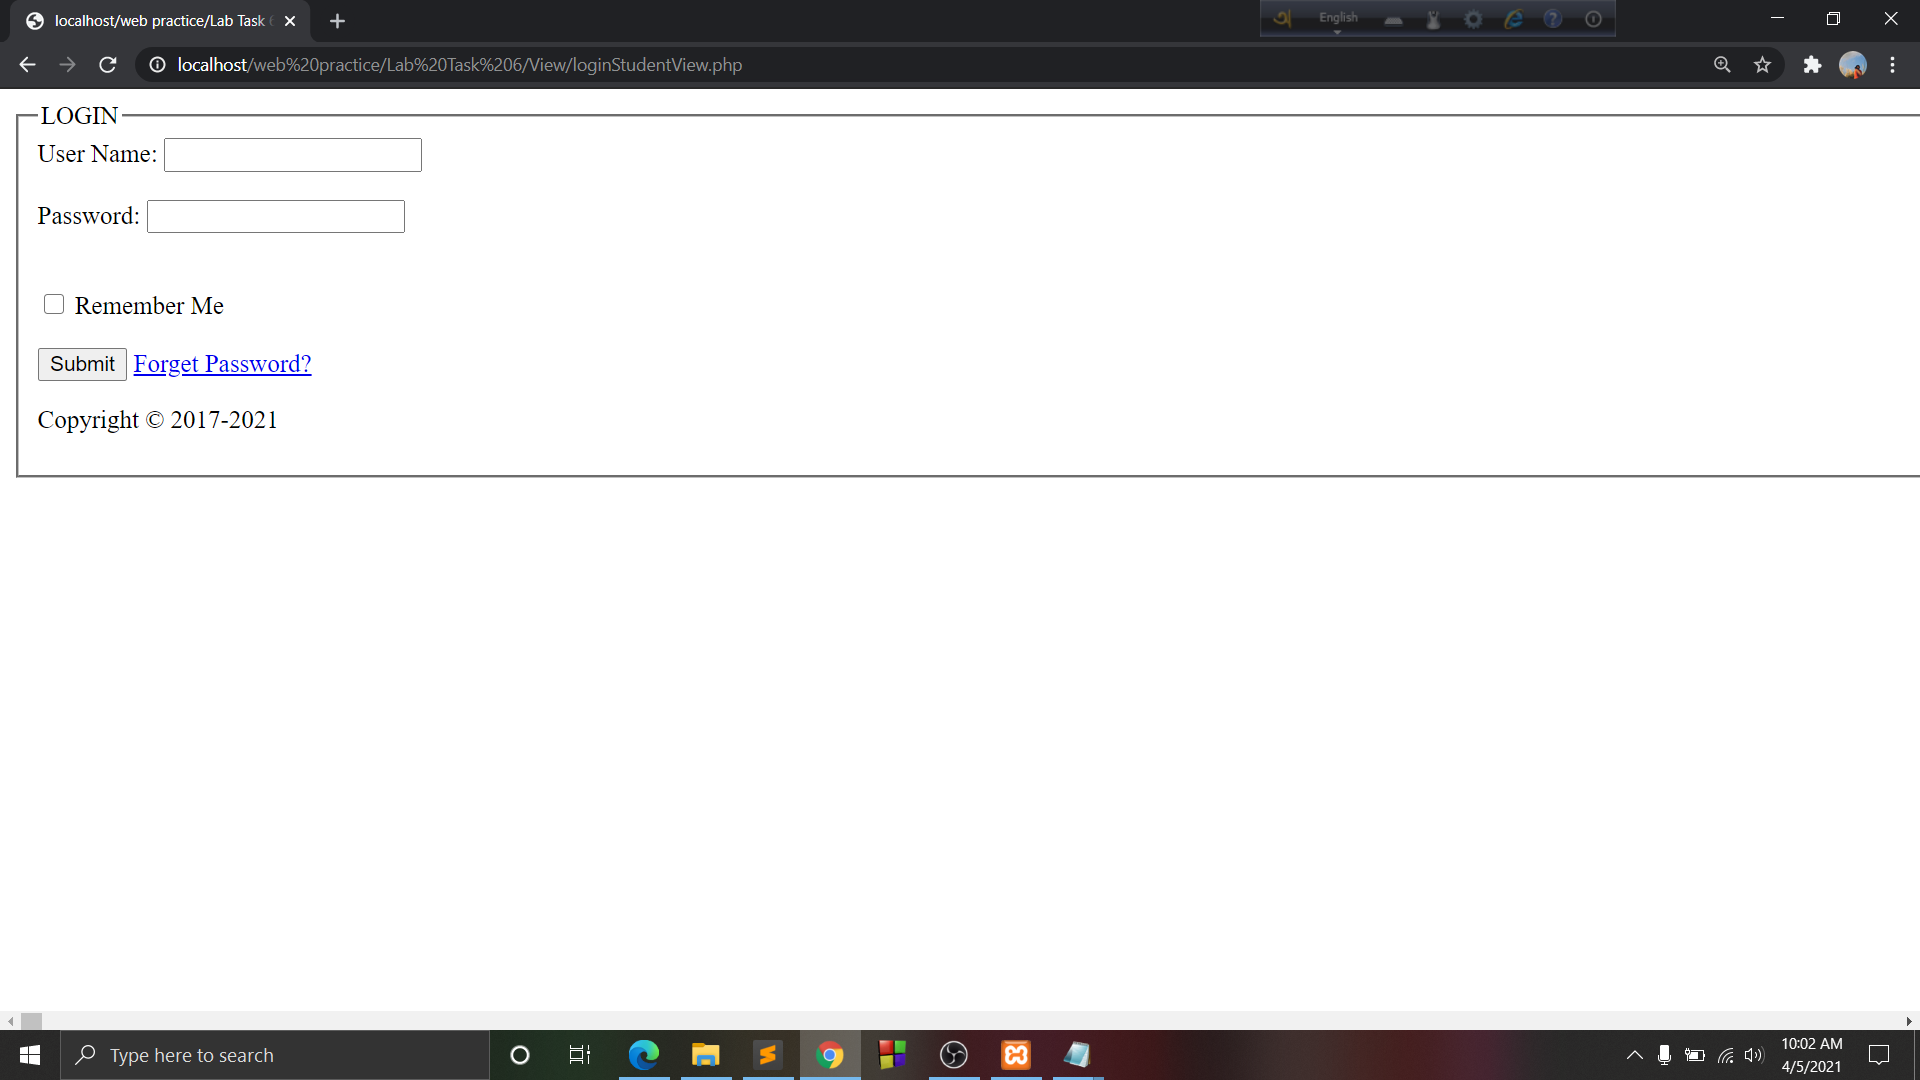 localhost/web practice/Lab Task 6
English
localhost/web%20practice/Lab%20Task%206/View/loginStudentView.php
LOGIN
User Name:
Password:
Remember Me
Submit Forget Password?
Copyright © 2017-2021
Type here to search
10:02 AM
4/5/2021